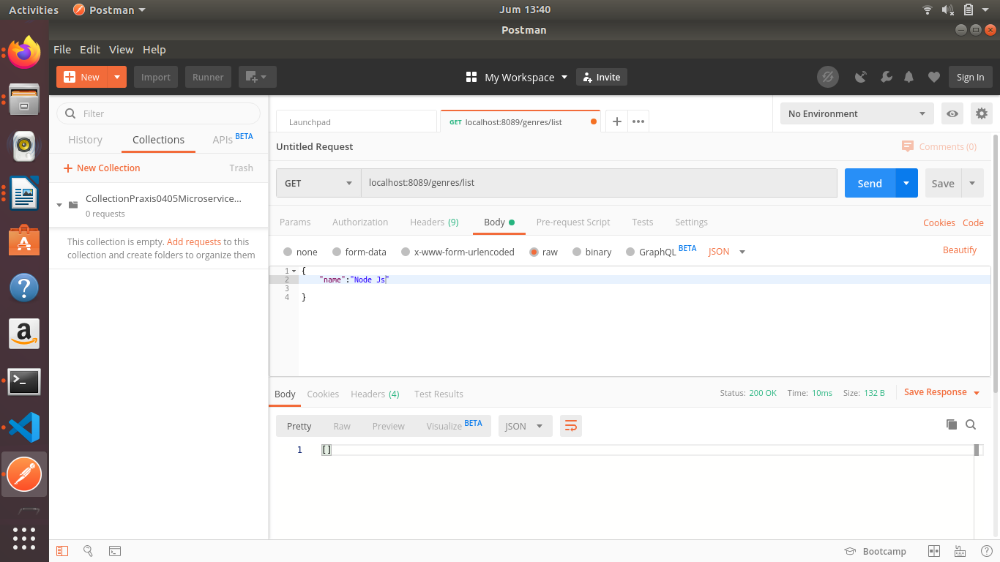 Activities Postman Jum 13:40
Postman
File Edit View Help
New Import Runner My Workspace Invite Sign In
Filter
History Collections APIs BETA
New Collection Trash
CollectionPraxis0405Microservice...
0 requests
This collection is empty. Add requests to this
collection and create folders to organize them
Launchpad GET localhost:8089/genres/list No Environment
Untitled Request Comments (0)
GET localhost:8089/genres/list Send Save
Params Authorization Headers (9) Body Pre-request Script Tests Settings Cookies Code
none form-data x-www-form-urlencoded raw binary GraphQL BETA JSON Beautify
1 {
2 "name":"Node Js"
3
4 }
Body Cookies Headers (4) Test Results Status: 200 OK Time: 10ms Size: 132 B Save Response
Pretty Raw Preview Visualize BETA JSON
1 []
Bootcamp